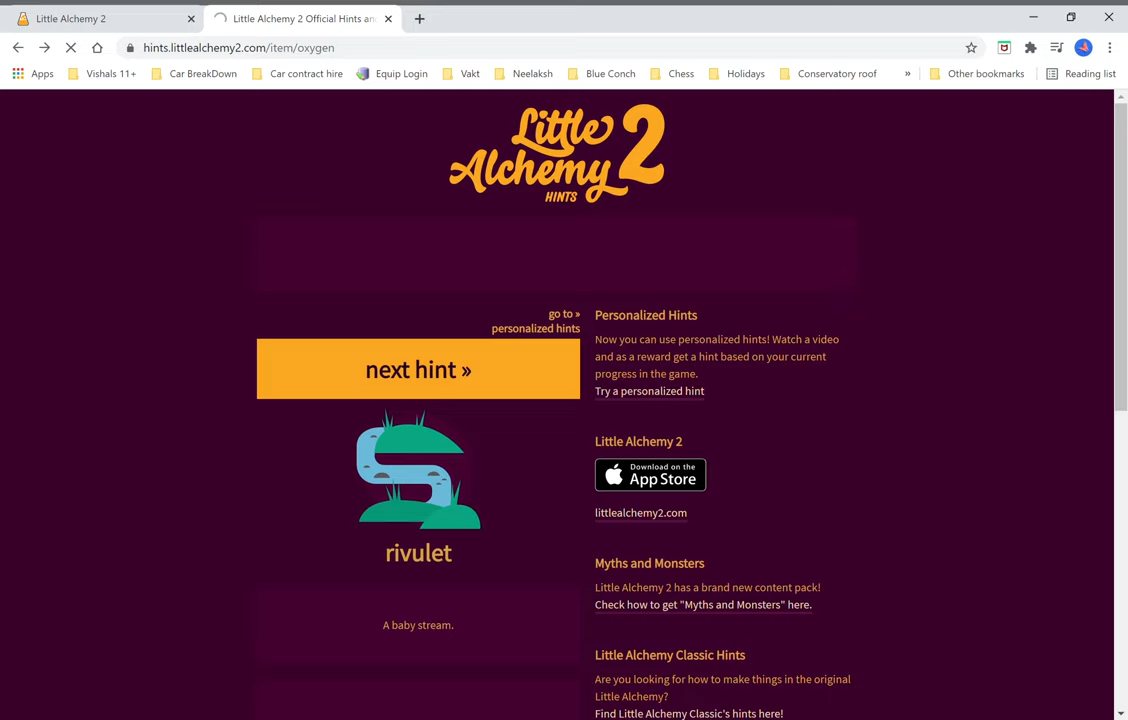 Little Alchemy 2
Little Alchemy 2 Official Hints an
hints.littlealchemy2.com/item/oxygen
Apps
Vishals 11+
Car BreakDown
Car contract hire
Equip Login
Vakt
Neelaksh
Blue Conch
Chess
Holidays
Conservatory roof
»
Other bookmarks
Reading list
Little
Alchemy 2
HINTS
go to »
personalized hints
next hint »
rivulet
A baby stream.
Personalized Hints
Now you can use personalized hints! Watch a video
and as a reward get a hint based on your current
progress in the game.
Try a personalized hint
Little Alchemy 2
Download on the
App Store
littlealchemy2.com
Myths and Monsters
Little Alchemy 2 has a brand new content pack!
Check how to get "Myths and Monsters" here.
Little Alchemy Classic Hints
Are you looking for how to make things in the original
Little Alchemy?
Find Little Alchemy Classic's hints here!